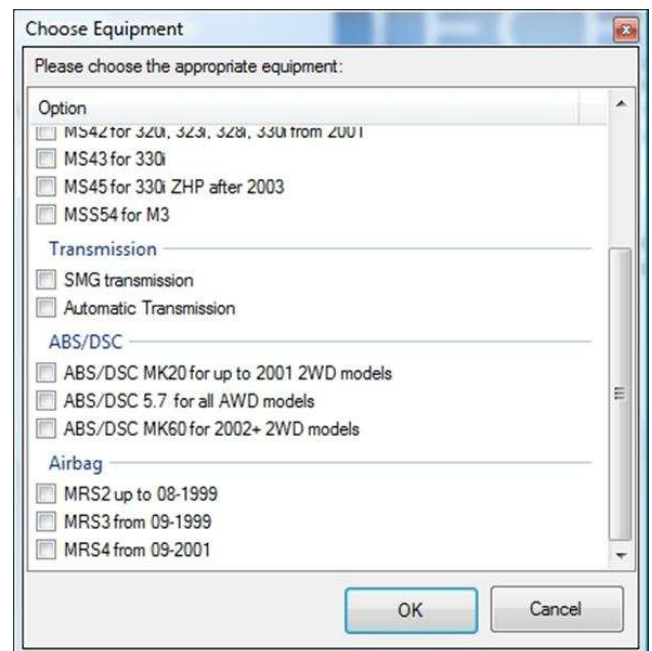 Choose Equipment
Please choose the appropriate equipment:
Option
MS42 for 320i, 323i, 328i, 330i from 2001
MS43 for 330i
MS45 for 330i ZHP after 2003
MSS54 for M3
Transmission
SMG transmission
Automatic Transmission
ABS/DSC
ABS/DSC MK20 for up to 2001 2WD models
ABS/DSC 5.7 for all AWD models
ABS/DSC MK60 for 2002+ 2WD models
Airbag
MRS2 up to 08-1999
MRS3 from 09-1999
MRS4 from 09-2001
OK Cancel